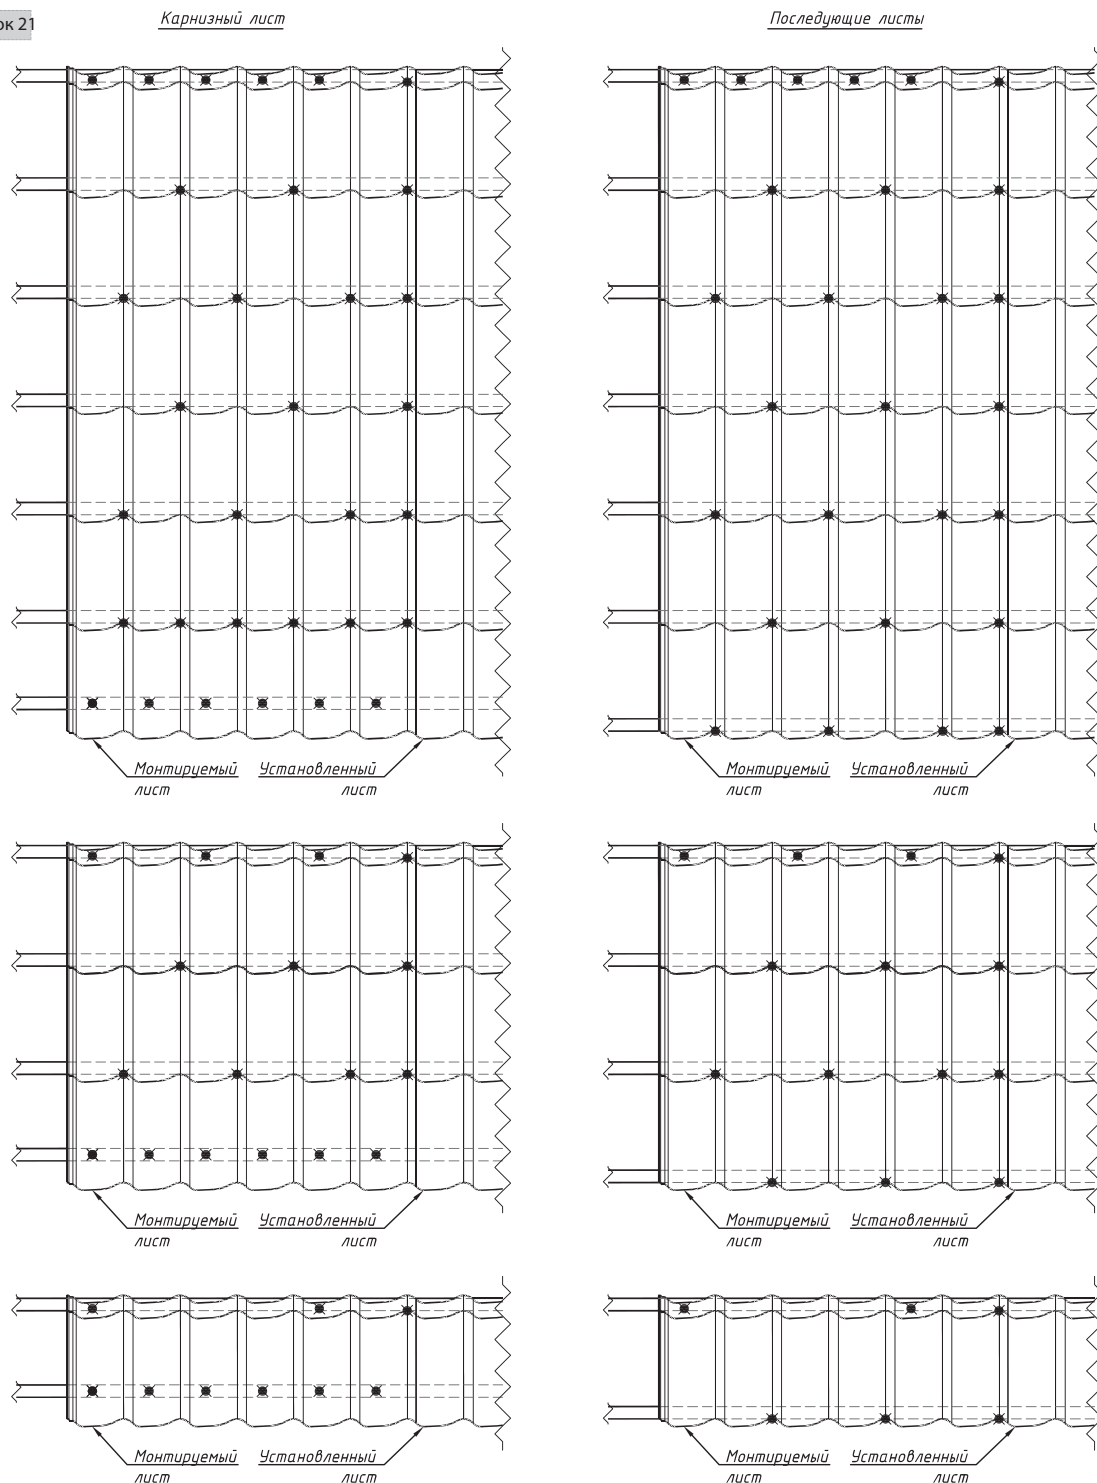 ок 21
Карнизный лист
Последующие листы
Монтируемый
лист
Установленный
лист
Монтируемый
лист
Установленный
лист
Монтируемый
лист
Установленный
лист
Монтируемый
лист
Установленный
лист
Монтируемый
лист
Установленный
лист
Монтируемый
лист
Установленный
лист